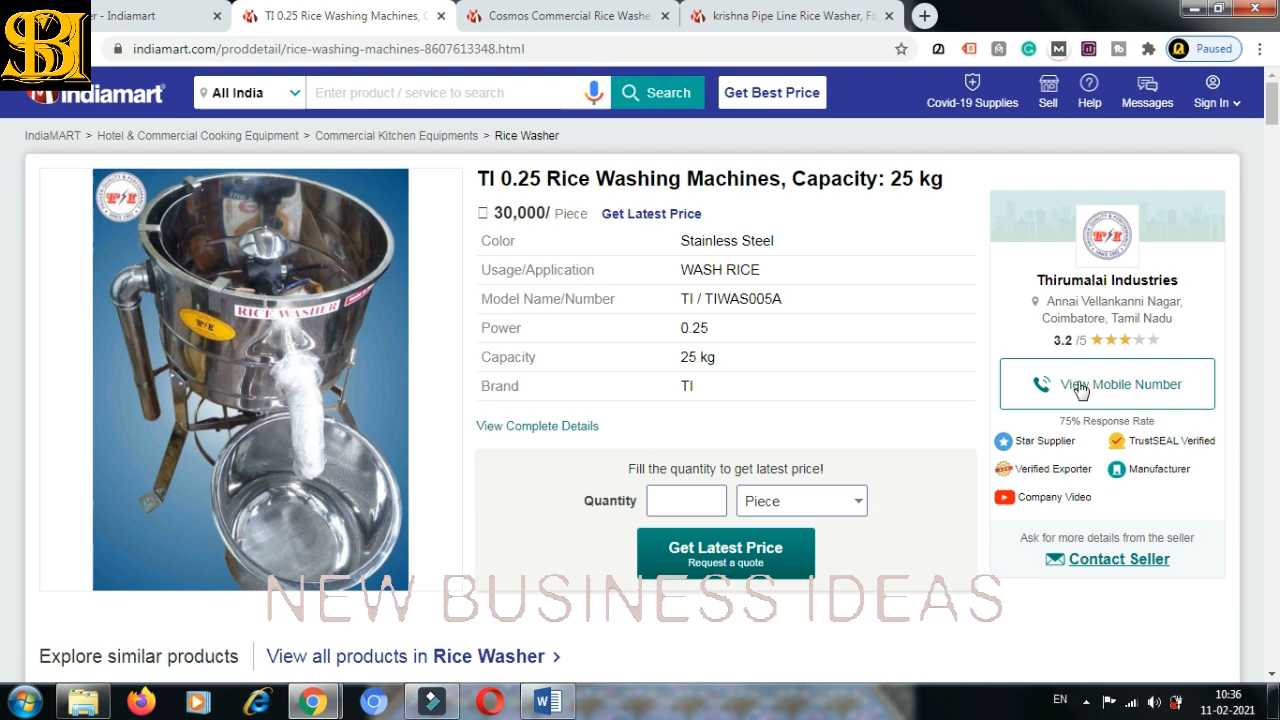 er - Indiamart
TI 0.25 Rice Washing Machines, C
Cosmos Commercial Rice Washe
krishna Pipe Line Rice Washer, Fo
indiamart.com/proddetail/rice-washing-machines-8607613348.html
Paused
SBI
indiamart
All India
Enter product / service to search
Search
Get Best Price
Covid-19 Supplies
Sell
Help
Messages
Sign In
IndiaMART > Hotel & Commercial Cooking Equipment > Commercial Kitchen Equipments > Rice Washer
TI 0.25 Rice Washing Machines, Capacity: 25 kg
30,000/ Piece Get Latest Price
Color Stainless Steel
Usage/Application WASH RICE
Model Name/Number TI / TIWAS005A
Power 0.25
Capacity 25 kg
Brand TI
View Complete Details
Fill the quantity to get latest price!
Quantity
Piece
Get Latest Price
Request a quote
RICE WASHER
Thirumalai Industries
Annai Vellankanni Nagar,
Coimbatore, Tamil Nadu
3.2 /5
View Mobile Number
75% Response Rate
Star Supplier
TrustSEAL Verified
Verified Exporter
Manufacturer
Company Video
Ask for more details from the seller
Contact Seller
NEW BUSINESS IDEAS
Explore similar products
View all products in Rice Washer >
EN
10:36
11-02-2021